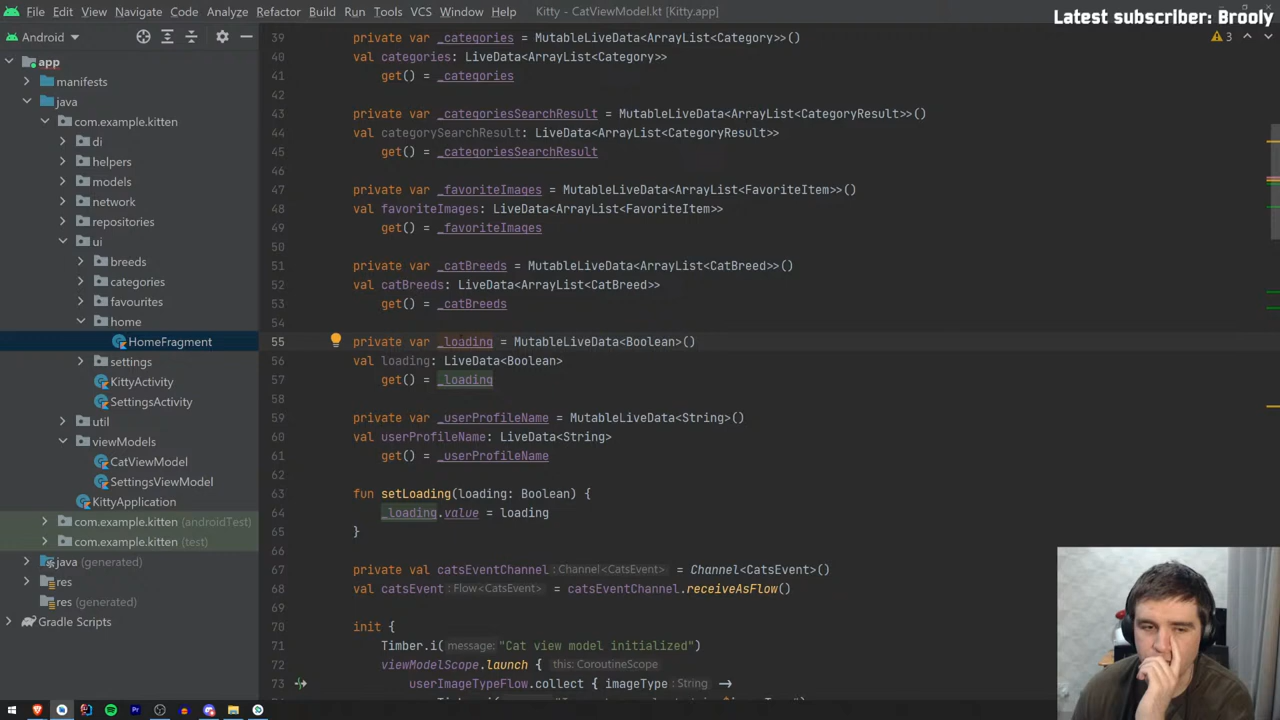 File Edit View Navigate Code Analyze Refactor Build Run Tools VCS Window Help Kitty - CatViewModel.kt [Kitty.app]
Latest subscriber: Brooly
Android
3
app
manifests
java
com.example.kitten
di
helpers
models
network
repositories
ui
breeds
categories
favourites
home
HomeFragment
settings
KittyActivity
SettingsActivity
util
viewModels
CatViewModel
SettingsViewModel
KittyApplication
com.example.kitten (androidTest)
com.example.kitten (test)
java (generated)
res
res (generated)
Gradle Scripts
39 private var _categories = MutableLiveData<ArrayList<Category>>()
40 val categories: LiveData<ArrayList<Category>>
41 get() = _categories
42
43 private var _categoriesSearchResult = MutableLiveData<ArrayList<CategoryResult>>()
44 val categorySearchResult: LiveData<ArrayList<CategoryResult>>
45 get() = _categoriesSearchResult
46
47 private var _favoriteImages = MutableLiveData<ArrayList<FavoriteItem>>()
48 val favoriteImages: LiveData<ArrayList<FavoriteItem>>
49 get() = _favoriteImages
50
51 private var _catBreeds = MutableLiveData<ArrayList<CatBreed>>()
52 val catBreeds: LiveData<ArrayList<CatBreed>>
53 get() = _catBreeds
54
55 private var _loading = MutableLiveData<Boolean>()
56 val loading: LiveData<Boolean>
57 get() = _loading
58
59 private var _userProfileName = MutableLiveData<String>()
60 val userProfileName: LiveData<String>
61 get() = _userProfileName
62
63 fun setLoading(loading: Boolean) {
64 _loading.value = loading
65 }
66
67 private val catsEventChannel : Channel<CatsEvent> = Channel<CatsEvent>()
68 val catsEvent : Flow<CatsEvent> = catsEventChannel.receiveAsFlow()
69
70 init {
71 Timber.i( message: "Cat view model initialized")
72 viewModelScope.launch { this: CoroutineScope
73 userImageTypeFlow.collect { imageType : String ->